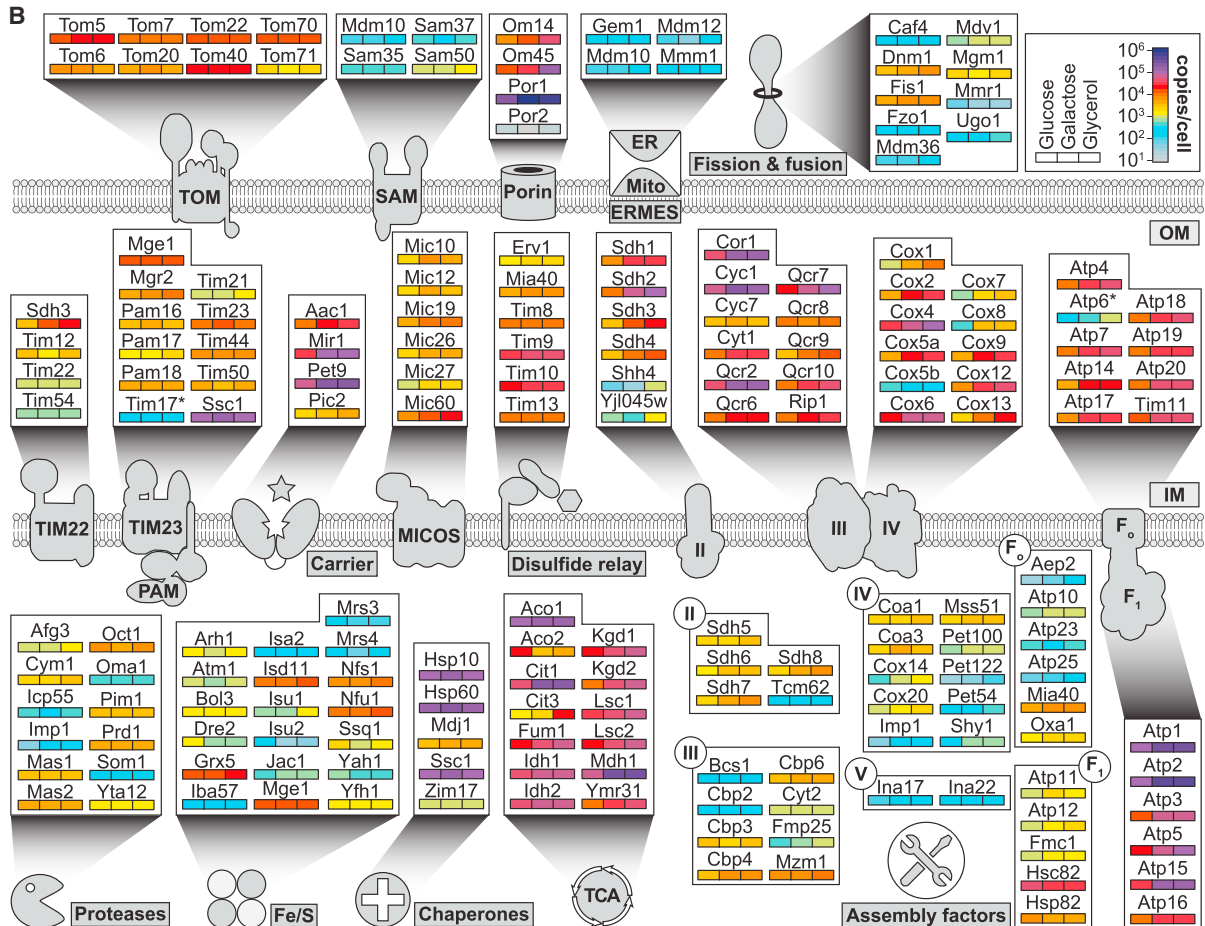 B
Tom5 Tom7 Tom22 Tom70
Tom6 Tom20 Tom40 Tom71
Mdm10 Sam37
Sam35 Sam50
Om14
Om45
Por1
Por2
Gem1 Mdm12
Mdm10 Mmm1
Caf4 Mdv1
Dnm1 Mgm1
Fis1 Mmr1
Fzo1 Ugo1
Mdm36
Glucose
Galactose
Glycerol
10⁶
10⁵
10⁴
10³
10²
10¹
copies/cell
TOM
SAM
Porin
ER
Mito
ERMES
Fission & fusion
OM
Sdh3
Tim12
Tim22
Tim54
Mge1
Mgr2 Tim21
Pam16 Tim23
Pam17 Tim44
Pam18 Tim50
Tim17* Ssc1
Aac1
Mir1
Pet9
Pic2
Mic10
Mic12
Mic19
Mic26
Mic27
Mic60
Erv1
Mia40
Tim8
Tim9
Tim10
Tim13
Sdh1
Sdh2
Sdh3
Sdh4
Shh4
Yjl045w
Cor1
Cyc1 Qcr7
Cyc7 Qcr8
Cyt1 Qcr9
Qcr2 Qcr10
Qcr6 Rip1
Cox1
Cox2 Cox7
Cox4 Cox8
Cox5a Cox9
Cox5b Cox12
Cox6 Cox13
Atp4
Atp6* Atp18
Atp7 Atp19
Atp14 Atp20
Atp17 Tim11
IM
TIM22
TIM23
PAM
Carrier
MICOS
Disulfide relay
II
III
IV
Fo
F1
Afg3 Oct1
Cym1 Oma1
Icp55 Pim1
Imp1 Prd1
Mas1 Som1
Mas2 Yta12
Proteases
Mrs3
Arh1 Isa2 Mrs4
Atm1 Isd11 Nfs1
Bol3 Isu1 Nfu1
Dre2 Isu2 Ssq1
Grx5 Jac1 Yah1
Iba57 Mge1 Yfh1
Fe/S
Hsp10
Hsp60
Mdj1
Ssc1
Zim17
Chaperones
Aco1
Aco2 Kgd1
Cit1 Kgd2
Cit3 Lsc1
Fum1 Lsc2
Idh1 Mdh1
Idh2 Ymr31
TCA
II
Sdh5
Sdh6 Sdh8
Sdh7 Tcm62
III
Bcs1 Cbp6
Cbp2 Cyt2
Cbp3 Fmp25
Cbp4 Mzm1
IV
Coa1 Mss51
Coa3 Pet100
Cox14 Pet122
Cox20 Pet54
Imp1 Shy1
V
Ina17 Ina22
Assembly factors
Fo
Aep2
Atp10
Atp23
Atp25
Mia40
Oxa1
F1
Atp11
Atp12
Fmc1
Hsc82
Hsp82
Atp1
Atp2
Atp3
Atp5
Atp15
Atp16